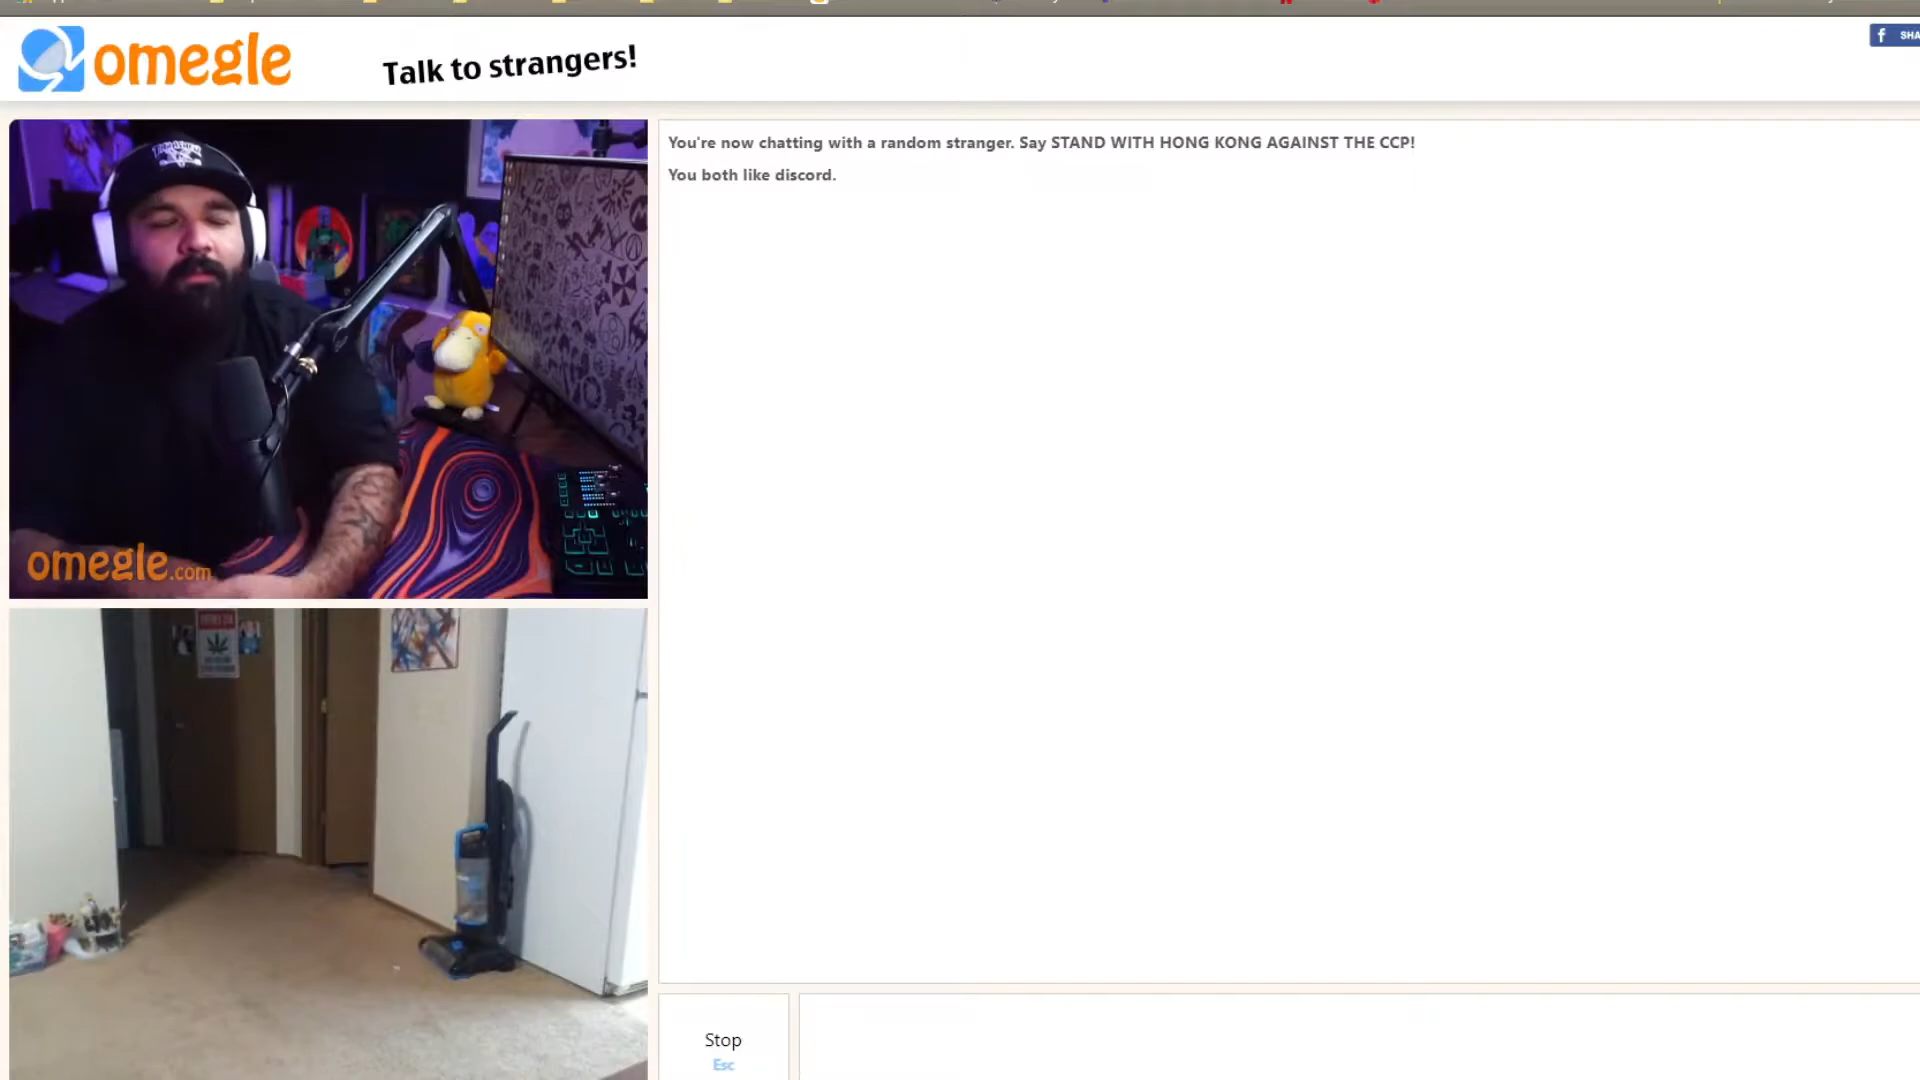 omegle
Talk to strangers!
SHA
You're now chatting with a random stranger. Say STAND WITH HONG KONG AGAINST THE CCP!
You both like discord.
omegle.com
Stop
Esc